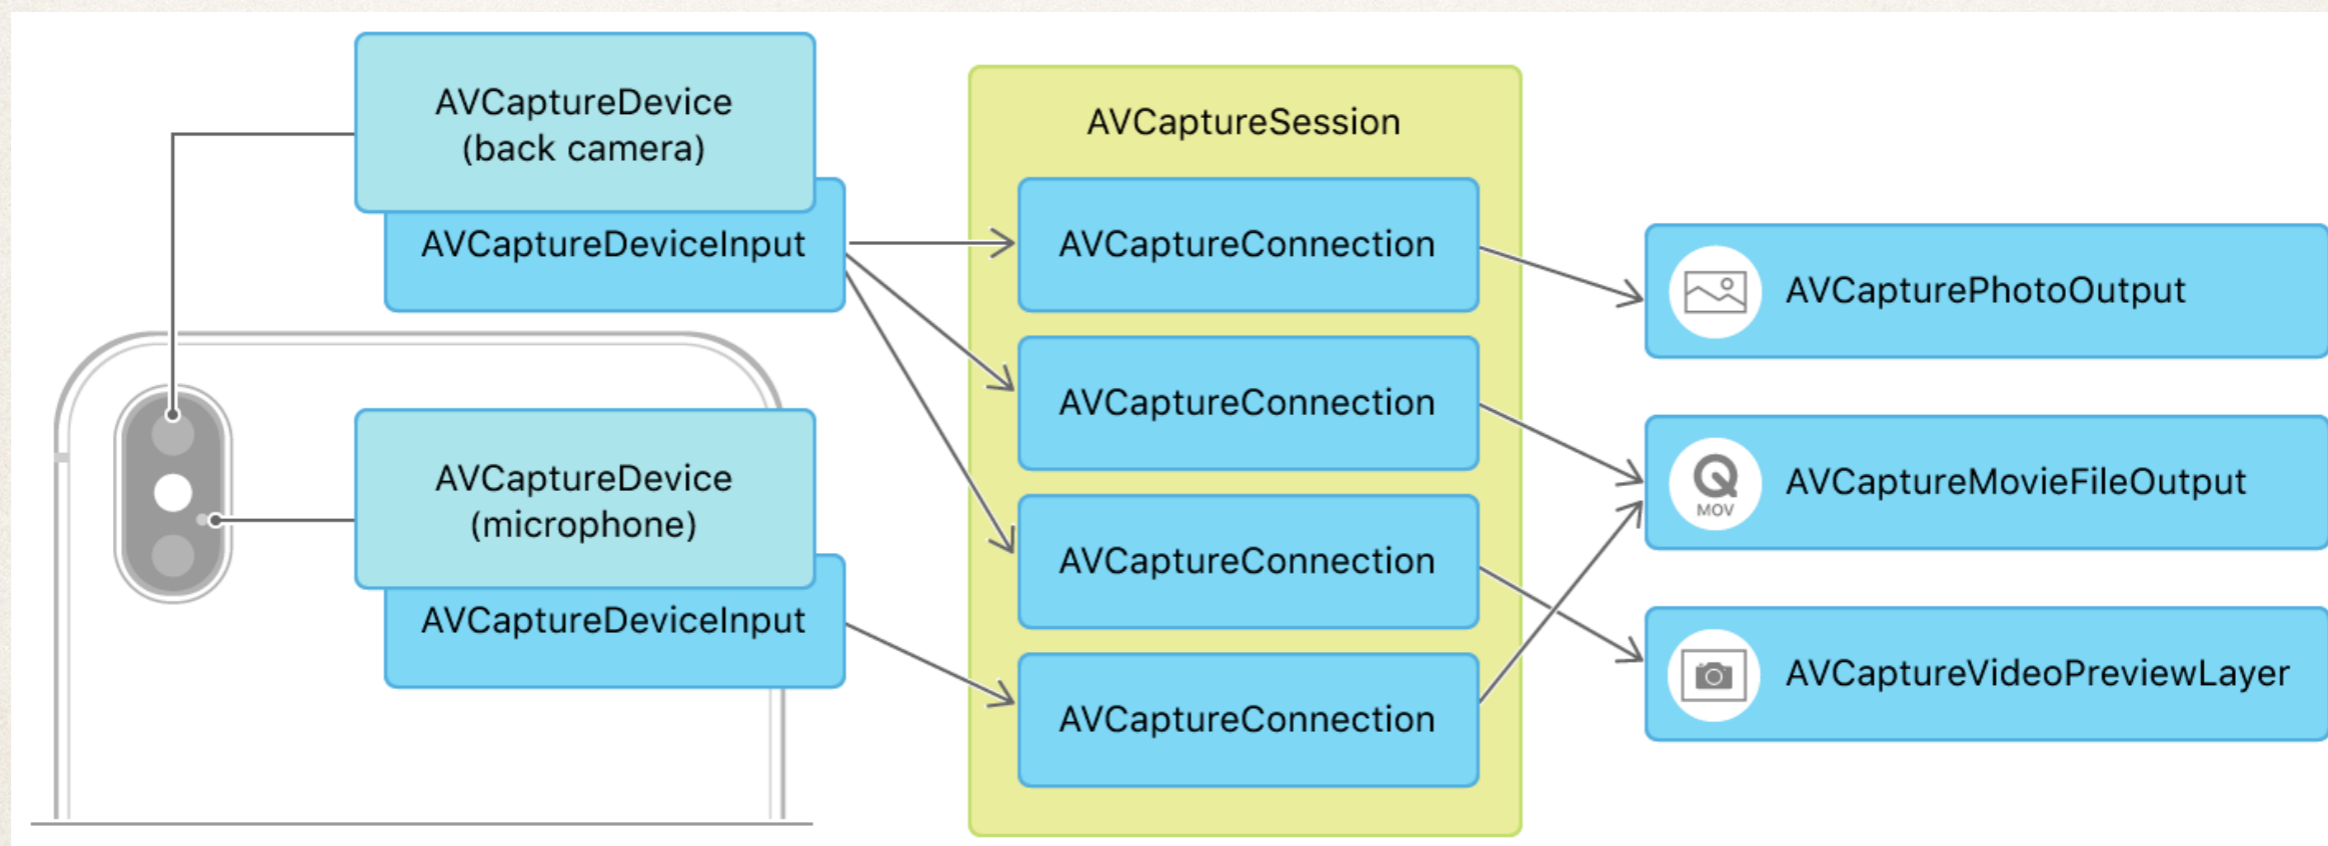 AVCaptureDevice
(back camera)
AVCaptureDeviceInput
AVCaptureDevice
(microphone)
AVCaptureDeviceInput
AVCaptureSession
AVCaptureConnection
AVCaptureConnection
AVCaptureConnection
AVCaptureConnection
AVCapturePhotoOutput
MOV
AVCaptureMovieFileOutput
AVCaptureVideoPreviewLayer